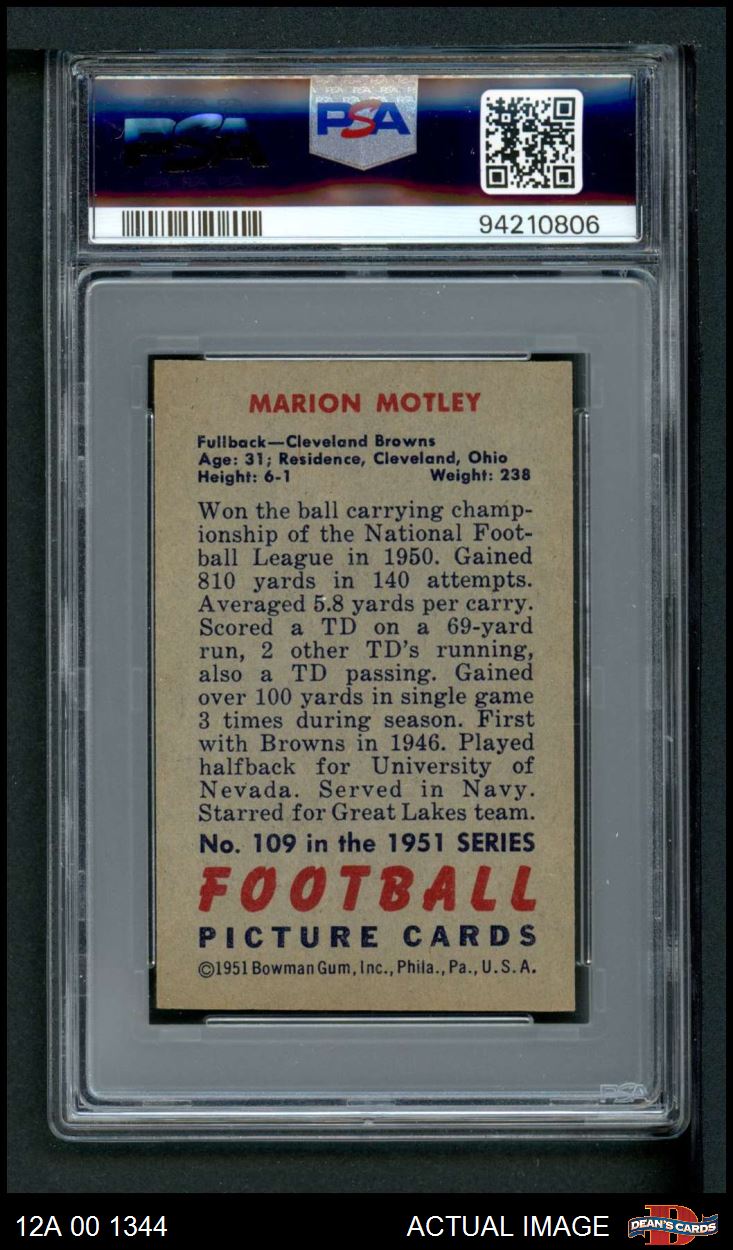 PSA
PSA
94210806
MARION MOTLEY
Fullback—Cleveland Browns
Age: 31; Residence, Cleveland, Ohio
Height: 6-1 Weight: 238
Won the ball carrying champ-
ionship of the National Foot-
ball League in 1950. Gained
810 yards in 140 attempts.
Averaged 5.8 yards per carry.
Scored a TD on a 69-yard
run, 2 other TD's running,
also a TD passing. Gained
over 100 yards in single game
3 times during season. First
with Browns in 1946. Played
halfback for University of
Nevada. Served in Navy.
Starred for Great Lakes team.
No. 109 in the 1951 SERIES
FOOTBALL
PICTURE CARDS
©1951 Bowman Gum, Inc., Phila., Pa., U.S.A.
PSA
12A 00 1344 ACTUAL IMAGE DEAN'S CARDS